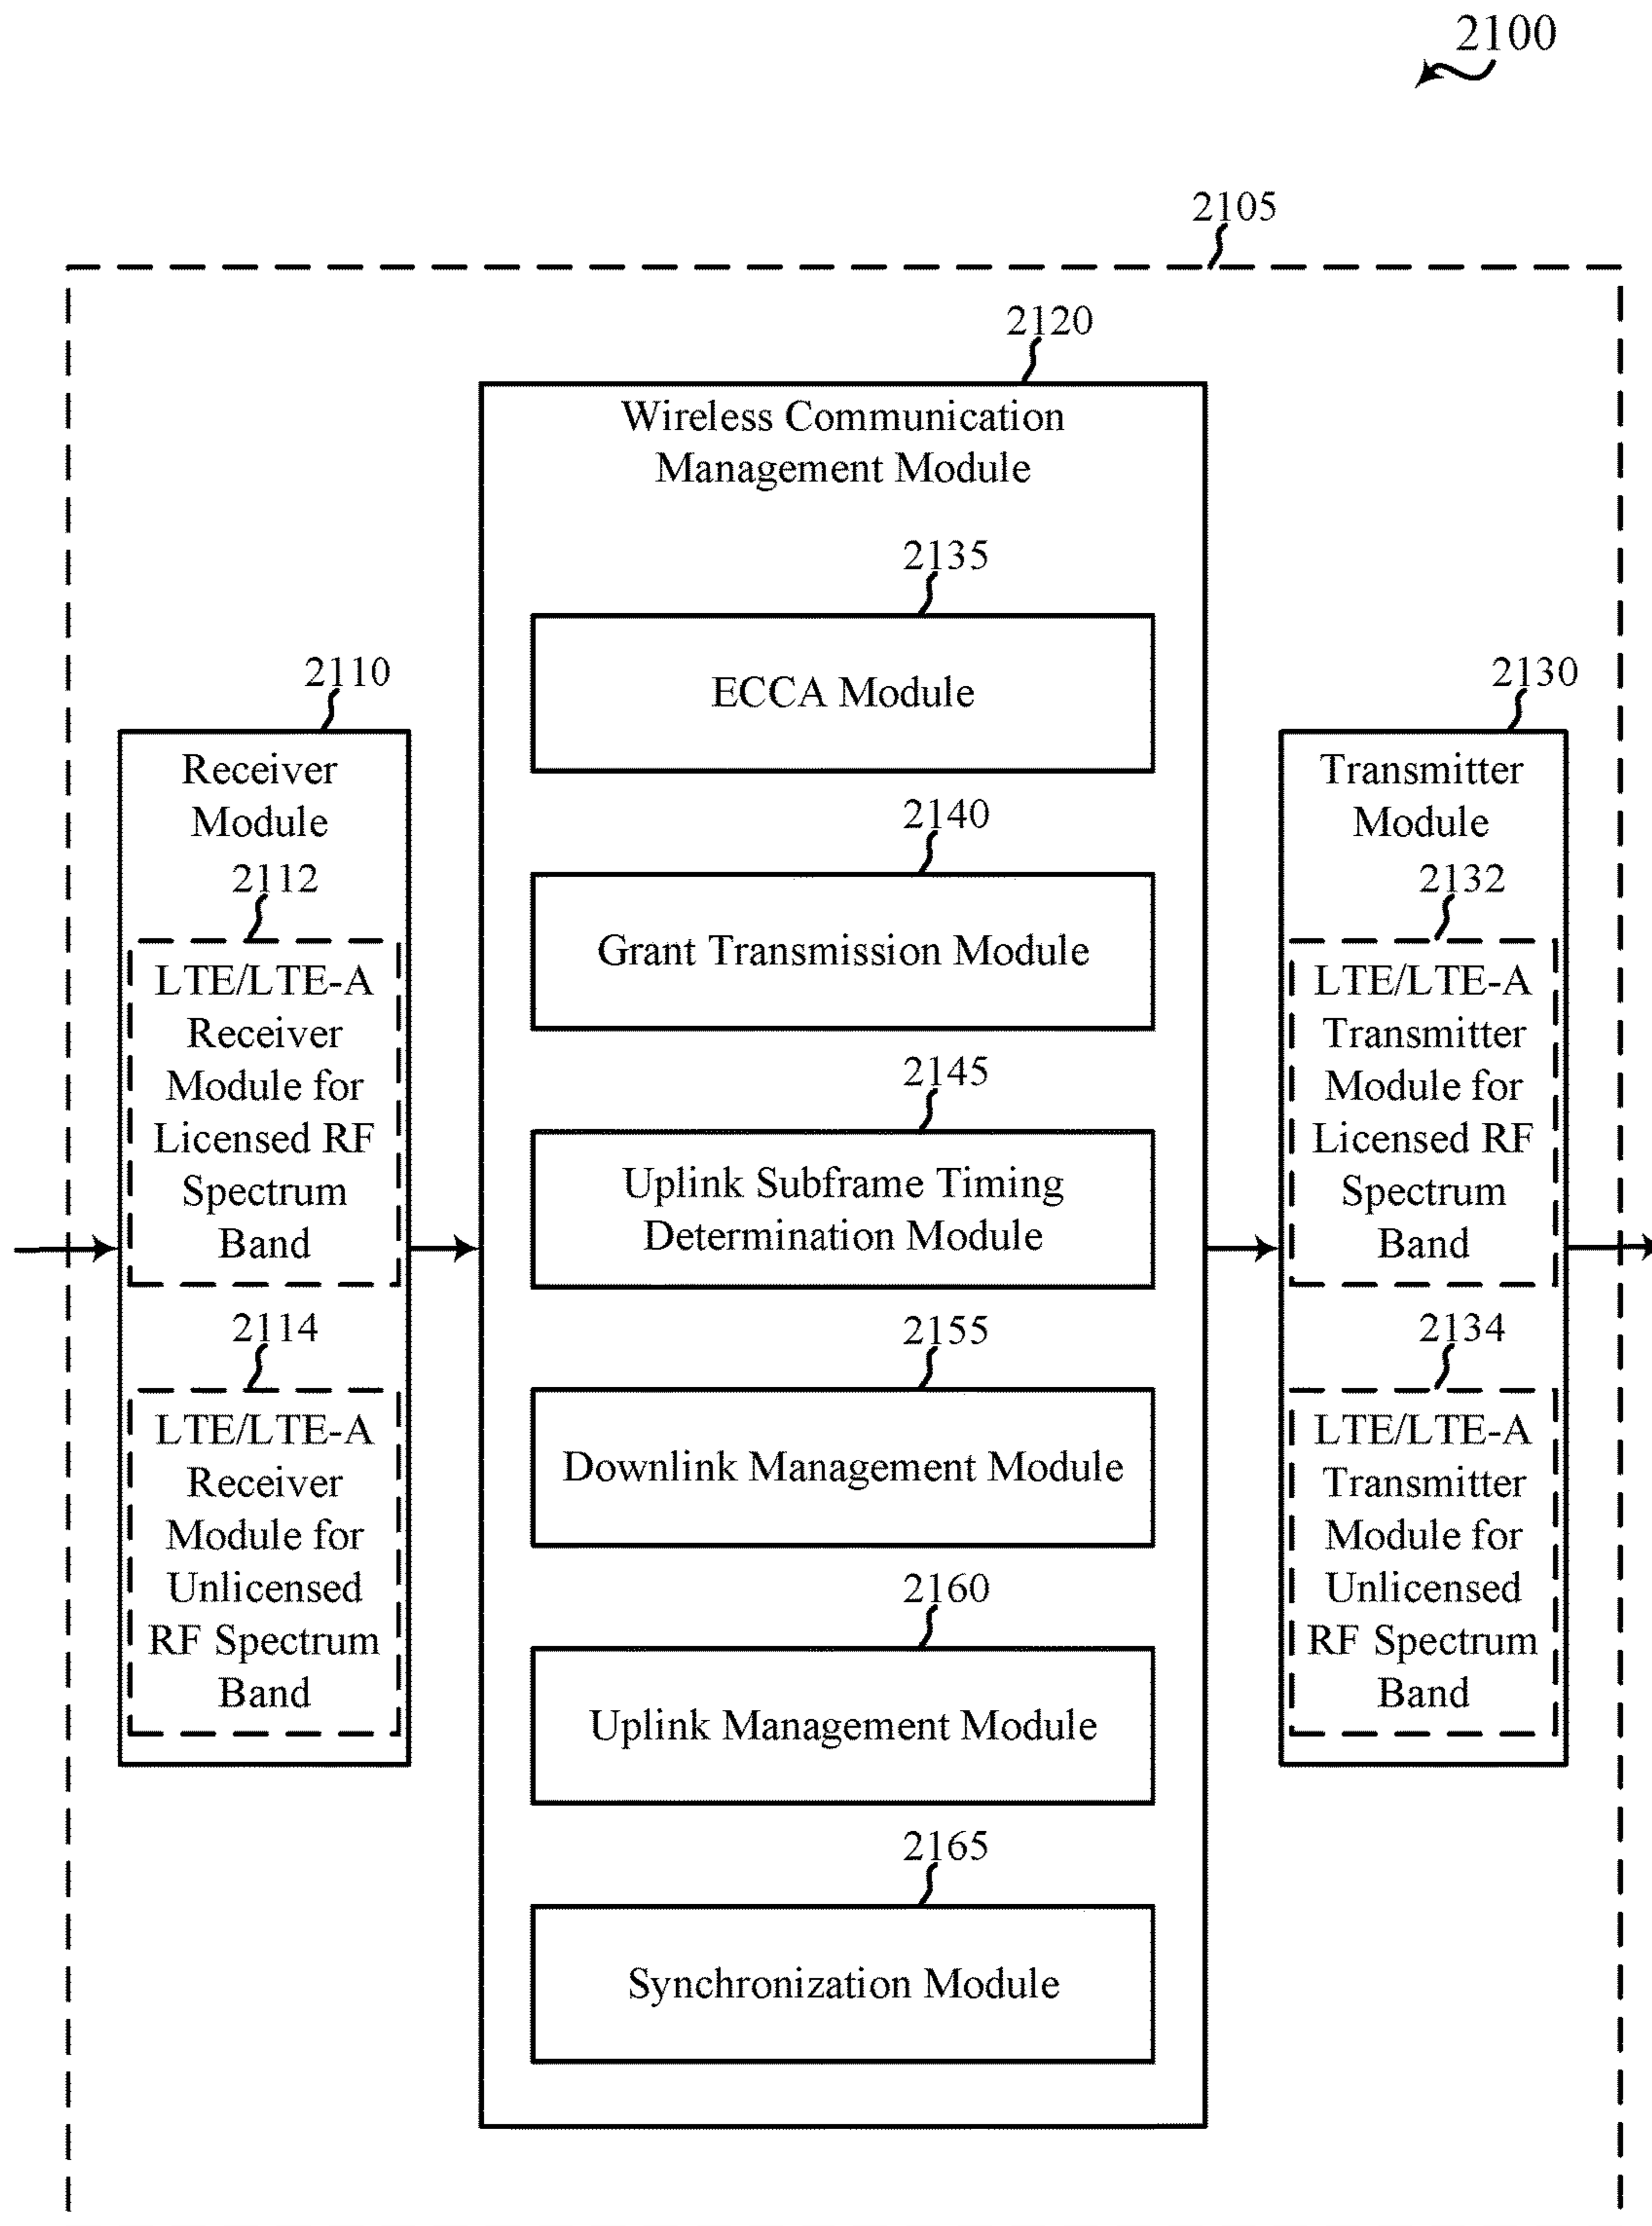 2100
2105
2120
Wireless Communication
Management Module
2135
ECCA Module
2140
Grant Transmission Module
2145
Uplink Subframe Timing
Determination Module
2155
Downlink Management Module
2160
Uplink Management Module
2165
Synchronization Module
2110
Receiver
Module
2112
LTE/LTE-A
Receiver
Module for
Licensed RF
Spectrum
Band
2114
LTE/LTE-A
Receiver
Module for
Unlicensed
RF Spectrum
Band
2130
Transmitter
Module
2132
LTE/LTE-A
Transmitter
Module for
Licensed RF
Spectrum
Band
2134
LTE/LTE-A
Transmitter
Module for
Unlicensed
RF Spectrum
Band